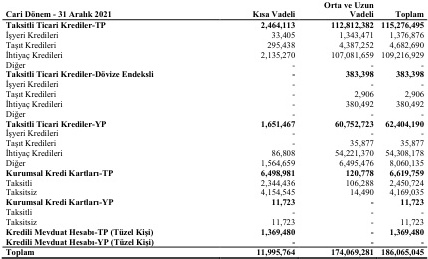 Orta ve Uzun
Cari Dönem - 31 Aralık 2021 Kısa Vadeli Vadeli Toplam
Taksitli Ticari Krediler-TP 2,464,113 112,812,382 115,276,495
İşyeri Kredileri 33,405 1,343,471 1,376,876
Taşıt Kredileri 295,438 4,387,252 4,682,690
İhtiyaç Kredileri 2,135,270 107,081,659 109,216,929
Diğer - - -
Taksitli Ticari Krediler-Dövize Endeksli - 383,398 383,398
İşyeri Kredileri - - -
Taşıt Kredileri - 2,906 2,906
İhtiyaç Kredileri - 380,492 380,492
Diğer - - -
Taksitli Ticari Krediler-YP 1,651,467 60,752,723 62,404,190
İşyeri Kredileri - - -
Taşıt Kredileri - 35,877 35,877
İhtiyaç Kredileri 86,808 54,221,370 54,308,178
Diğer 1,564,659 6,495,476 8,060,135
Kurumsal Kredi Kartları-TP 6,498,981 120,778 6,619,759
Taksitli 2,344,436 106,288 2,450,724
Taksitsiz 4,154,545 14,490 4,169,035
Kurumsal Kredi Kartları-YP 11,723 - 11,723
Taksitli - - -
Taksitsiz 11,723 - 11,723
Kredili Mevduat Hesabı-TP (Tüzel Kişi) 1,369,480 - 1,369,480
Kredili Mevduat Hesabı-YP (Tüzel Kişi) - - -
Toplam 11,995,764 174,069,281 186,065,045